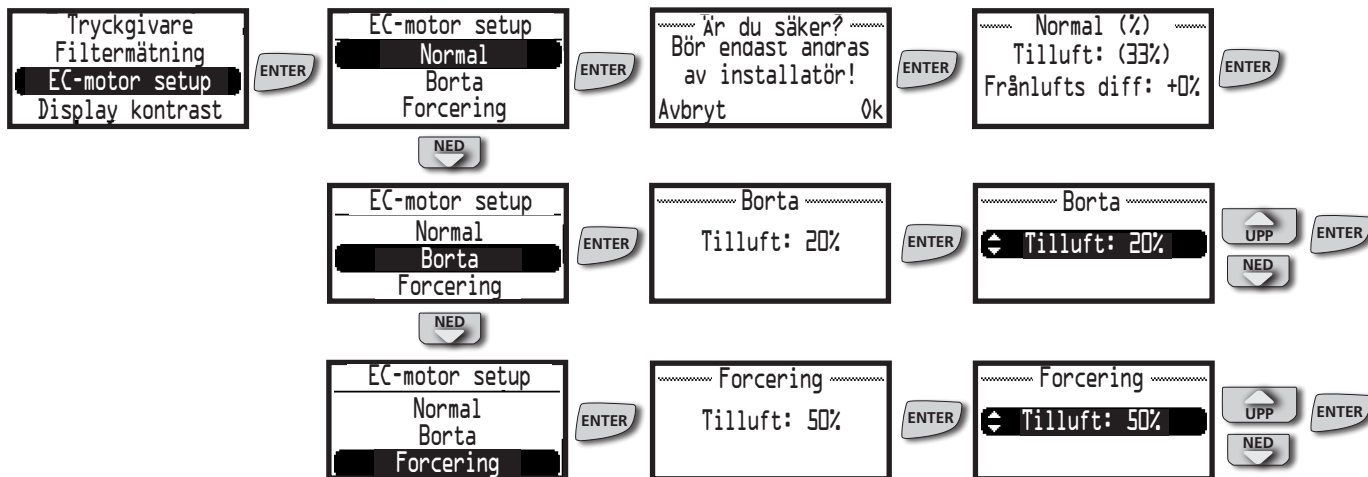 Tryckgivare
Filtermätning
EC-motor setup
Display kontrast
ENTER
EC-motor setup
Normal
Borta
Forcering
ENTER
Är du säker?
Bör endast ändras
av installatör!
Avbryt Ok
ENTER
Normal (%)
Tilluft: (33%)
Frånlufts diff: +0%
ENTER
NED
EC-motor setup
Normal
Borta
Forcering
ENTER
Borta
Tilluft: 20%
ENTER
Borta
Tilluft: 20%
UPP
NED
ENTER
NED
EC-motor setup
Normal
Borta
Forcering
ENTER
Forcering
Tilluft: 50%
ENTER
Forcering
Tilluft: 50%
UPP
NED
ENTER